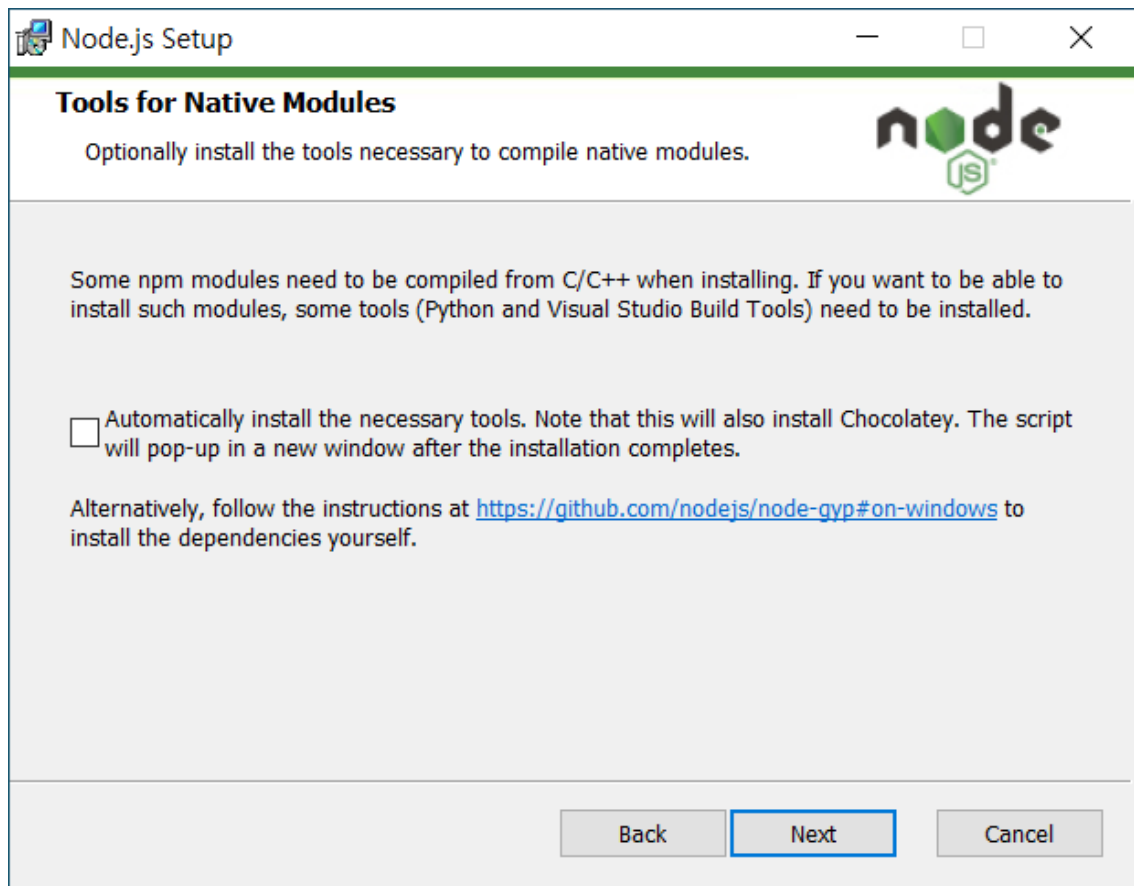 Node.js Setup
Tools for Native Modules
Optionally install the tools necessary to compile native modules.
node
JS
Some npm modules need to be compiled from C/C++ when installing. If you want to be able to
install such modules, some tools (Python and Visual Studio Build Tools) need to be installed.
Automatically install the necessary tools. Note that this will also install Chocolatey. The script
will pop-up in a new window after the installation completes.
Alternatively, follow the instructions at https://github.com/nodejs/node-gyp#on-windows to
install the dependencies yourself.
Back Next Cancel